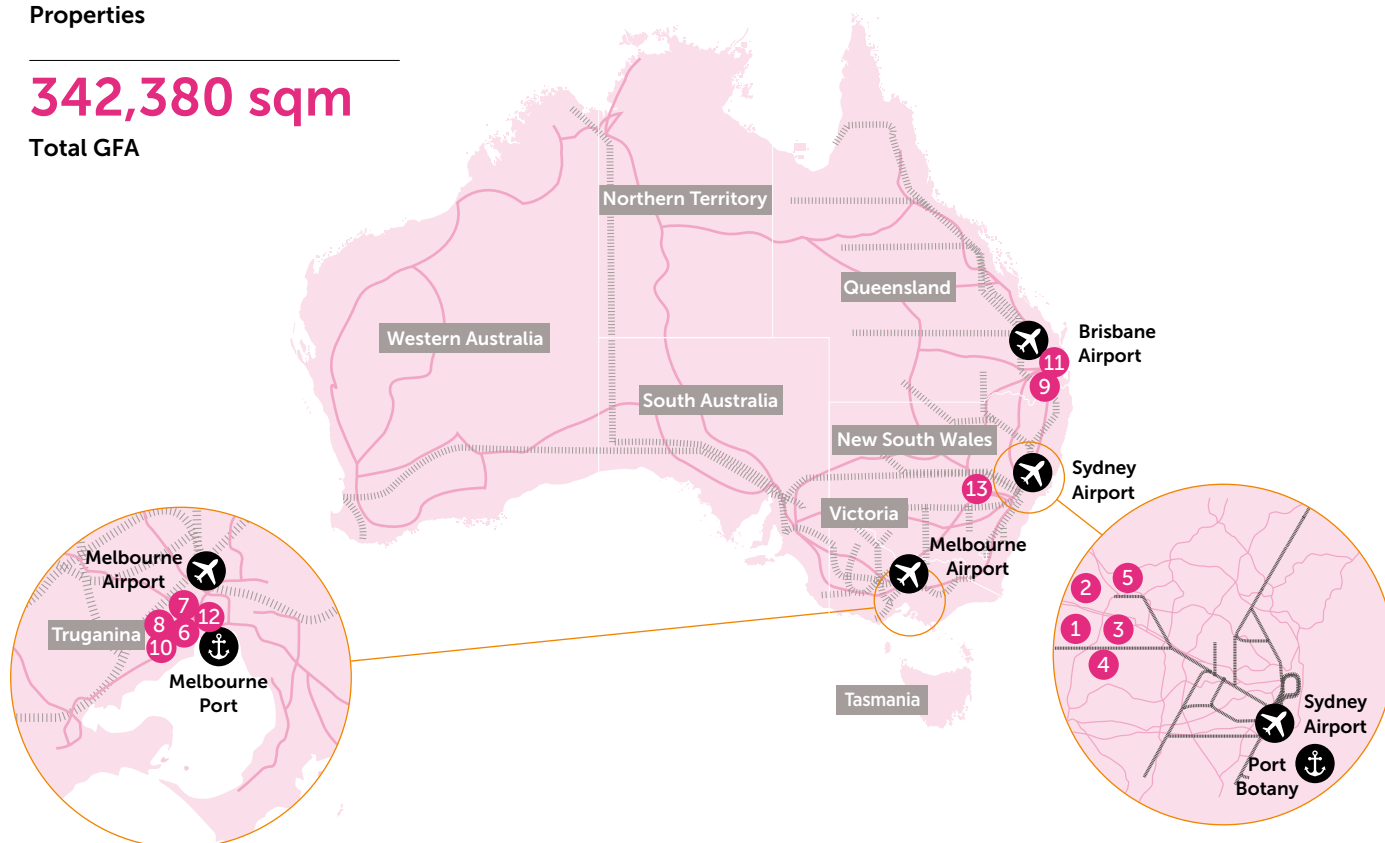 Properties
342,380 sqm
Total GFA
Northern Territory
Queensland
Western Australia
South Australia
New South Wales
Victoria
Tasmania
Brisbane
Airport
11
9
Sydney
Airport
13
Melbourne
Airport
Melbourne
Airport
7
8
12
6
Truganina
10
Melbourne
Port
5
2
1
3
4
Sydney
Airport
Port
Botany